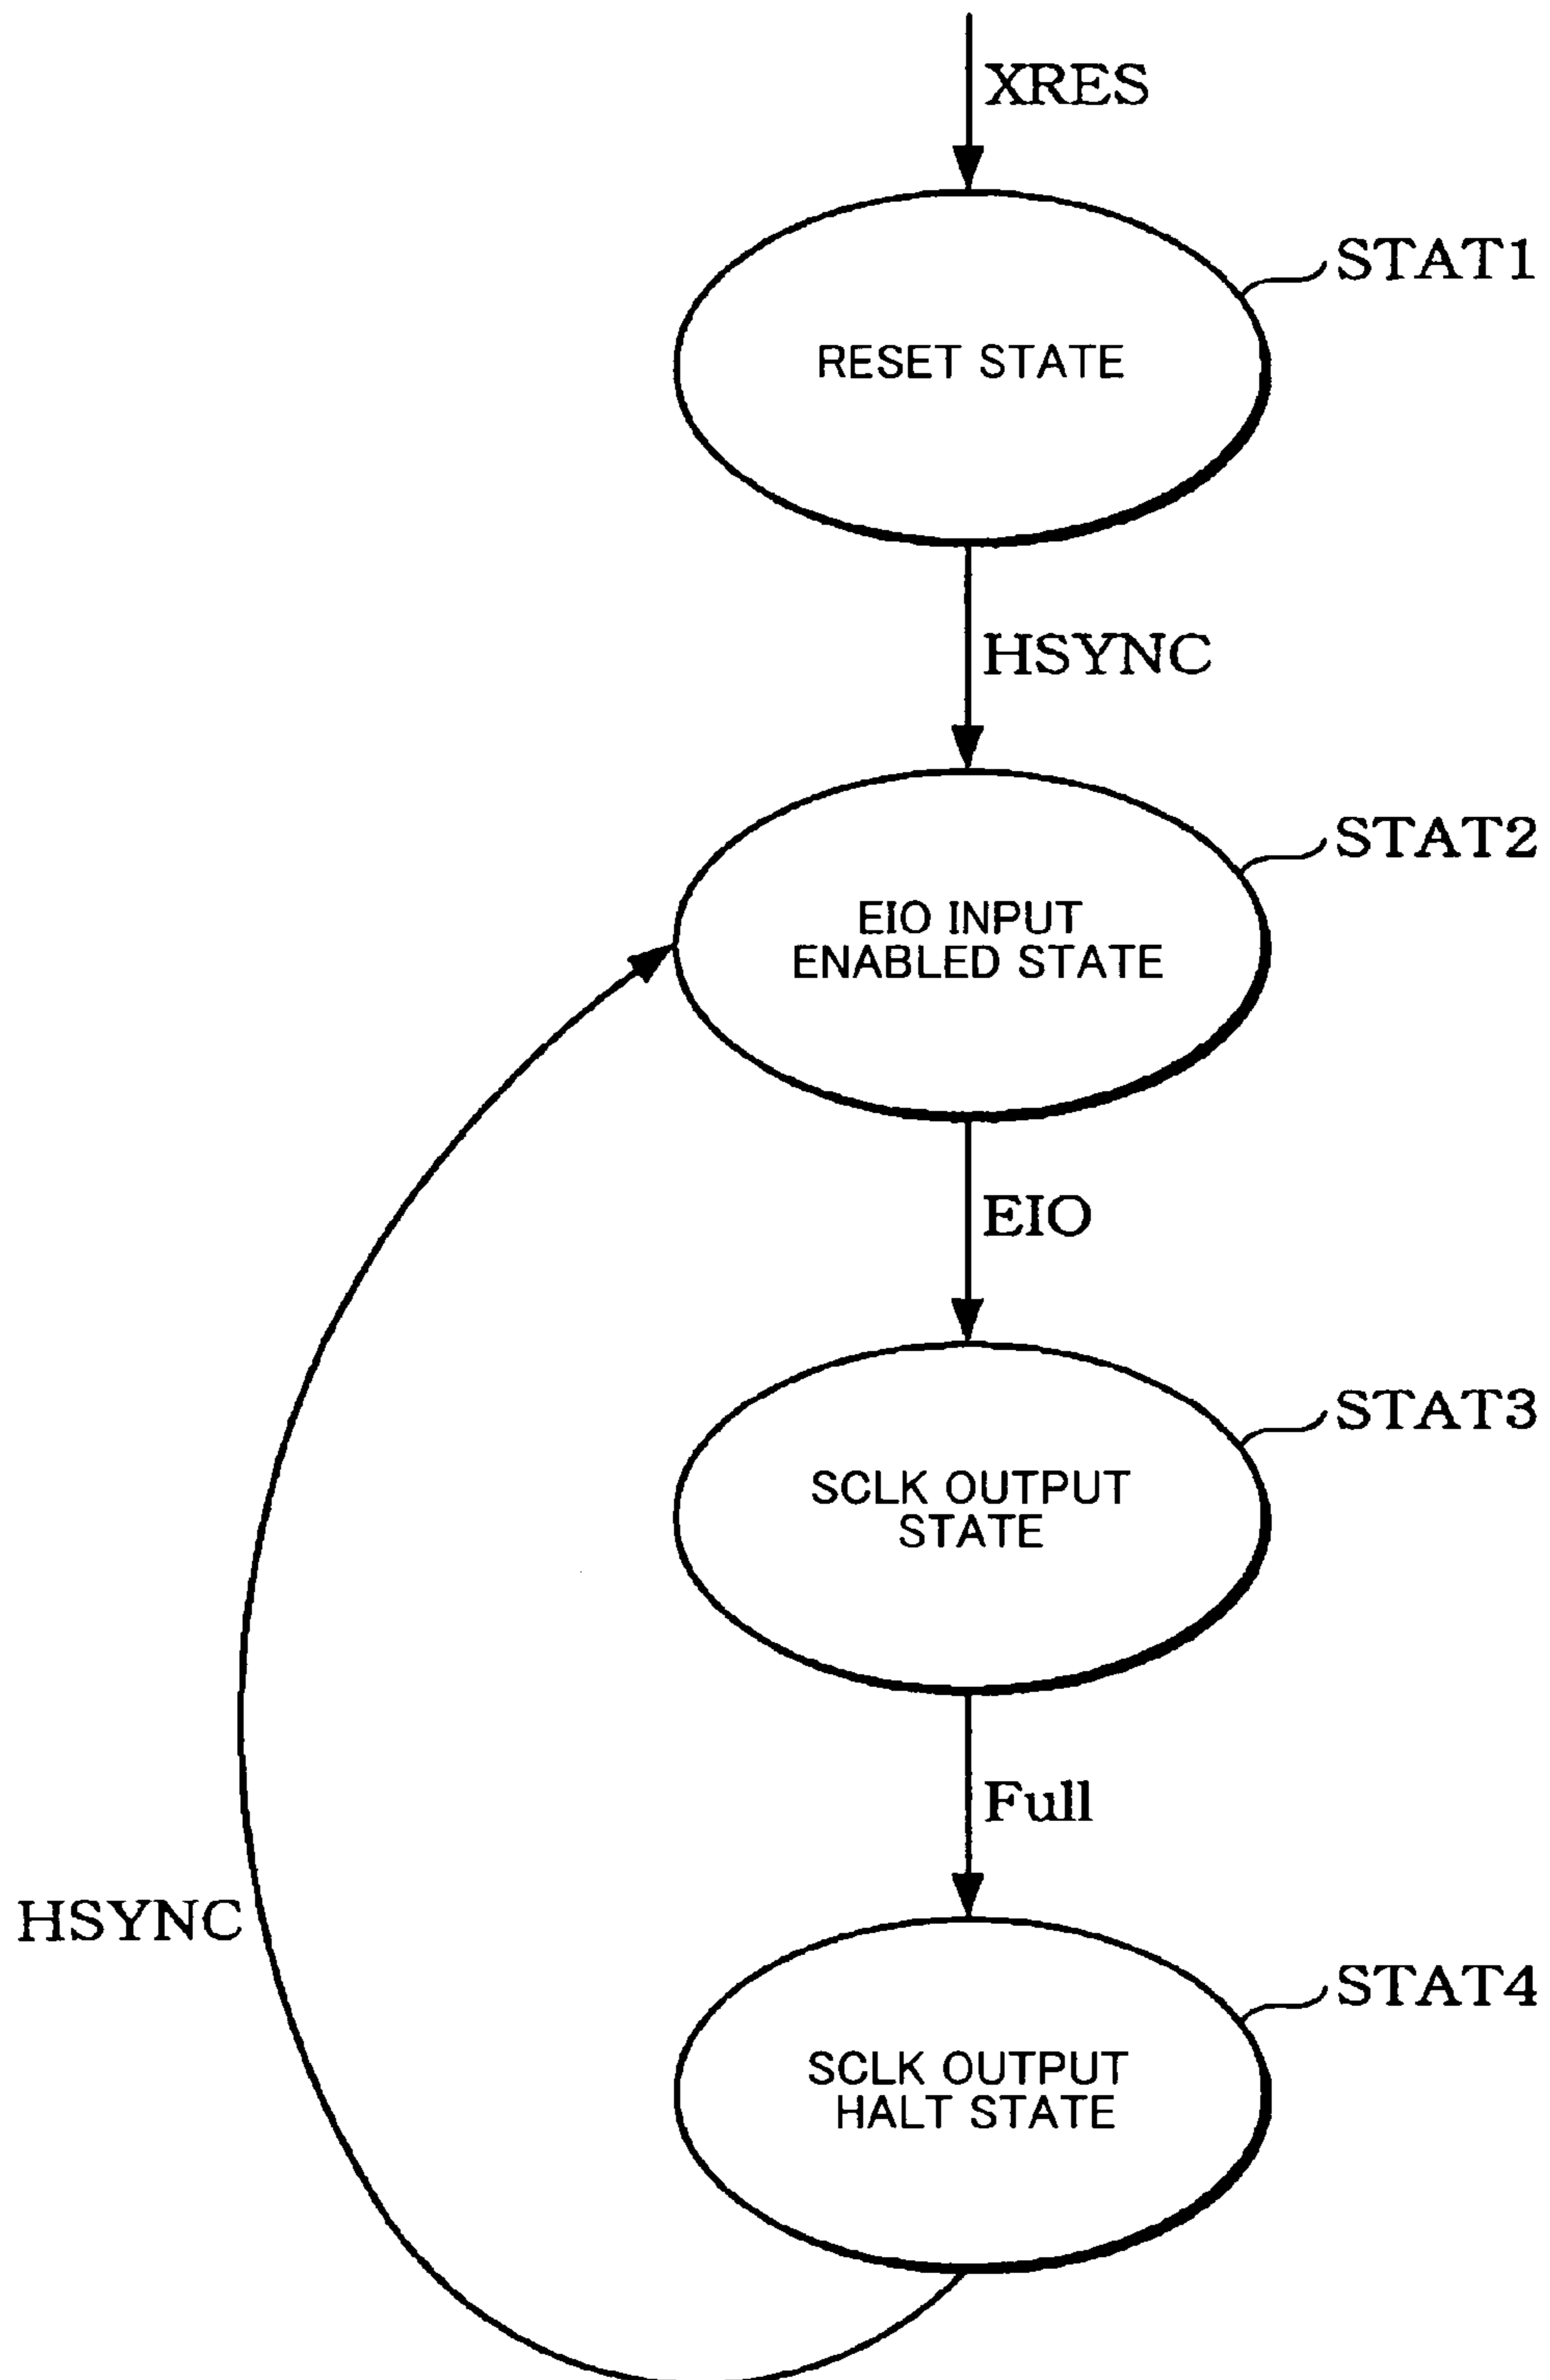 XRES
STAT1
RESET STATE
HSYNC
STAT2
EIO INPUT
ENABLED STATE
EIO
STAT3
SCLK OUTPUT
STATE
Full
HSYNC
STAT4
SCLK OUTPUT
HALT STATE